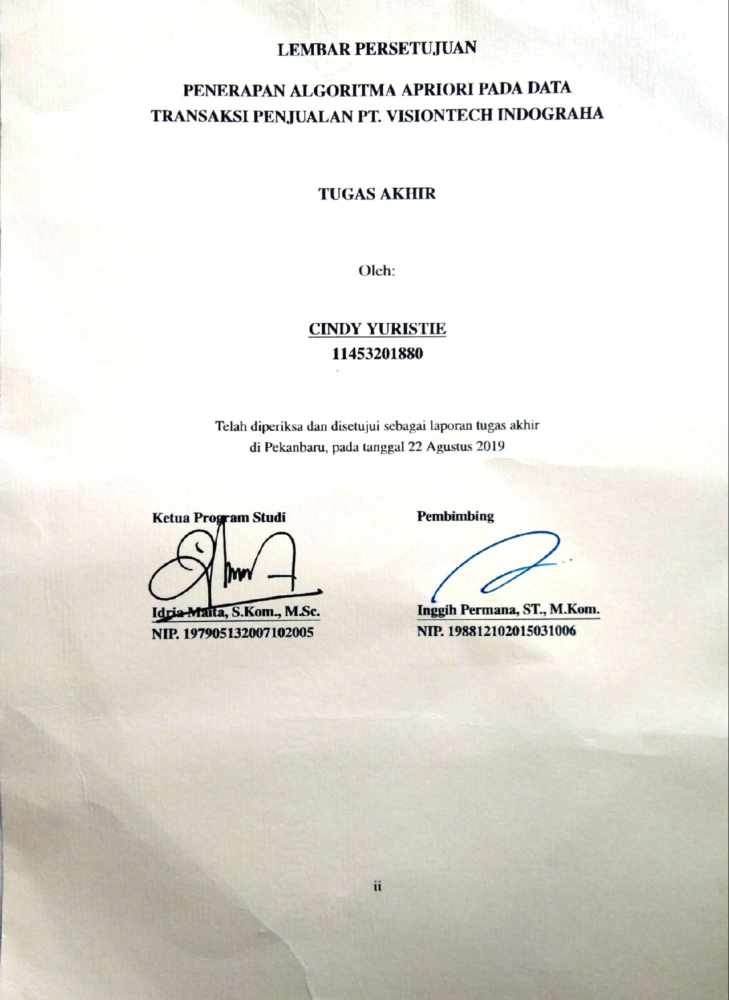 LEMBAR PERSETUJUAN
PENERAPAN ALGORITMA APRIORI PADA DATA
TRANSAKSI PENJUALAN PT. VISIONTECH INDOGRAHA
TUGAS AKHIR
Oleh:
CINDY YURISTIE
11453201880
Telah diperiksa dan disetujui sebagai laporan tugas akhir
di Pekanbaru, pada tanggal 22 Agustus 2019
Ketua Program Studi
Idria Maita, S.Kom., M.Sc.
NIP. 197905132007102005
Pembimbing
Inggih Permana, ST., M.Kom.
NIP. 198812102015031006
ii